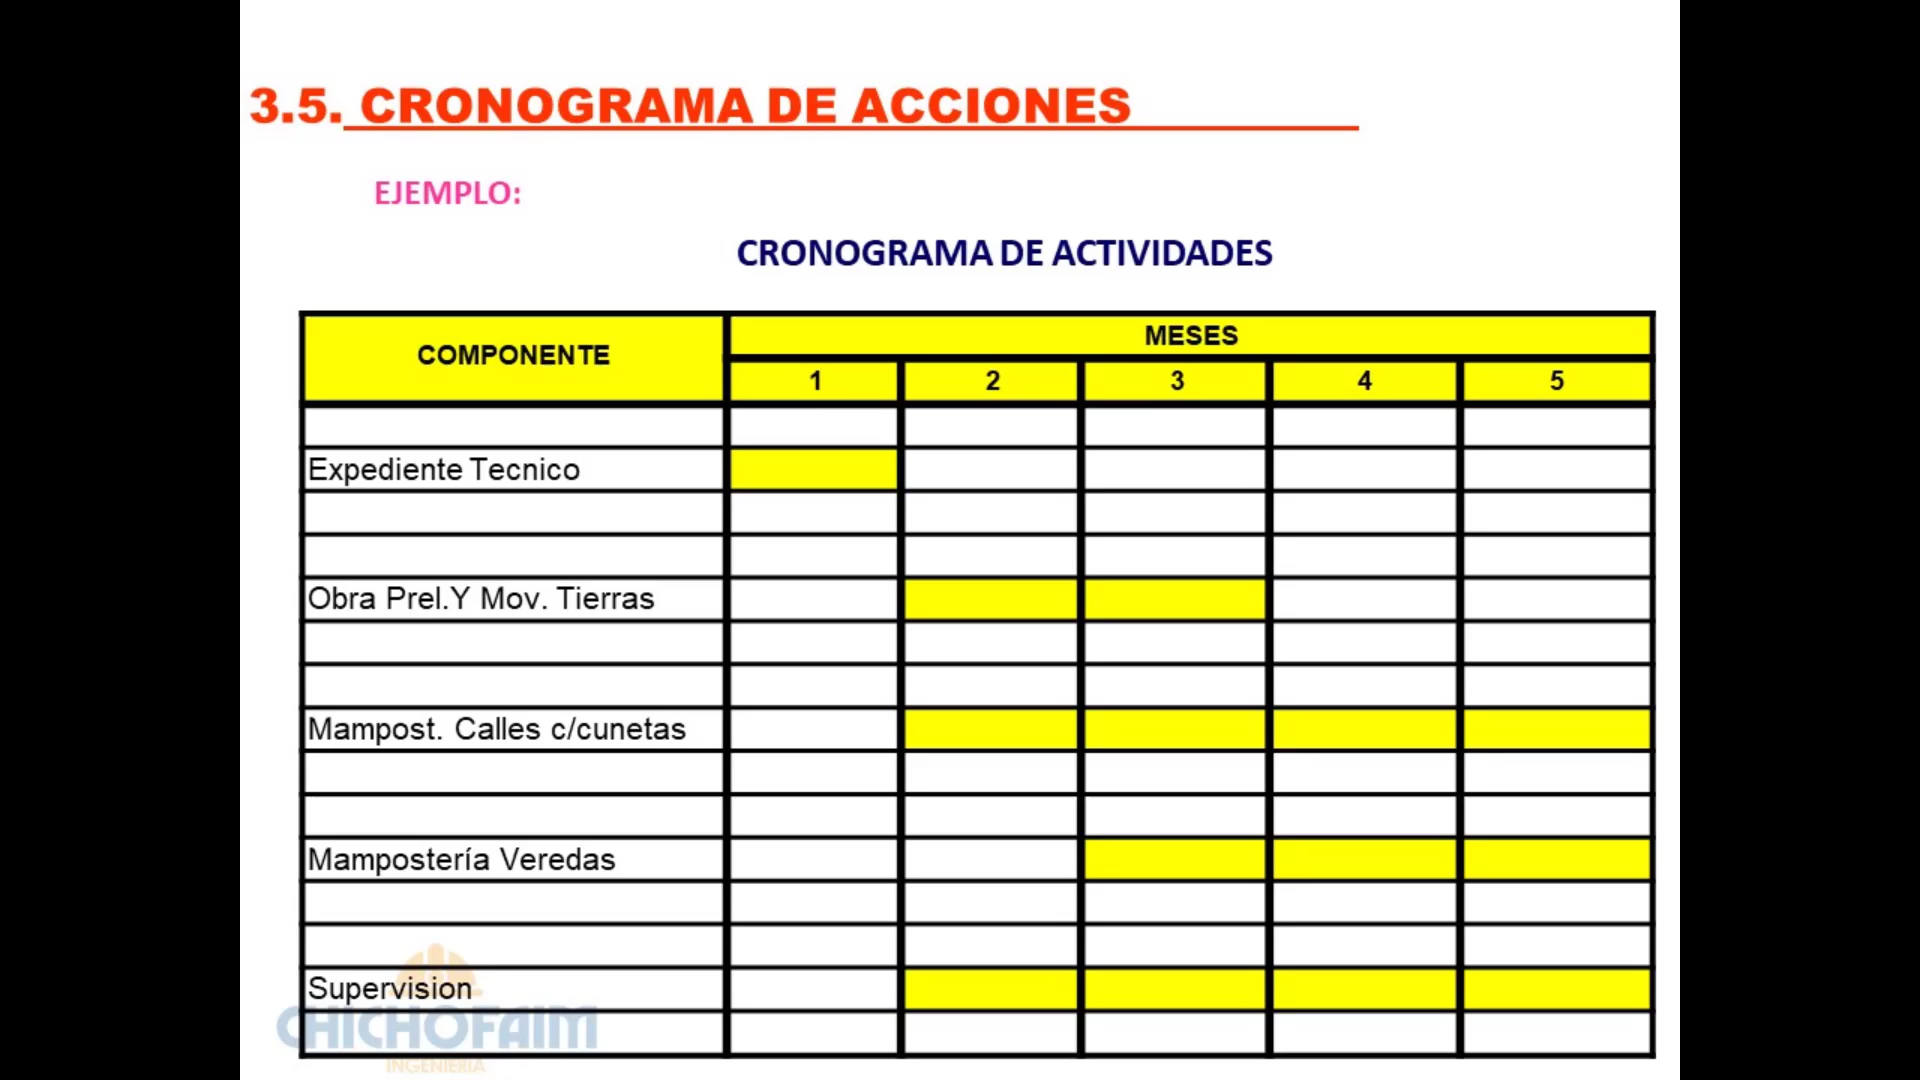 3.5. CRONOGRAMA DE ACCIONES
EJEMPLO:
CRONOGRAMA DE ACTIVIDADES
COMPONENTE
MESES
1 2 3 4 5
Expediente Tecnico
Obra Prel.Y Mov. Tierras
Mampost. Calles c/cunetas
Mampostería Veredas
Supervision
CHICHOFAIM
INGENIERIA